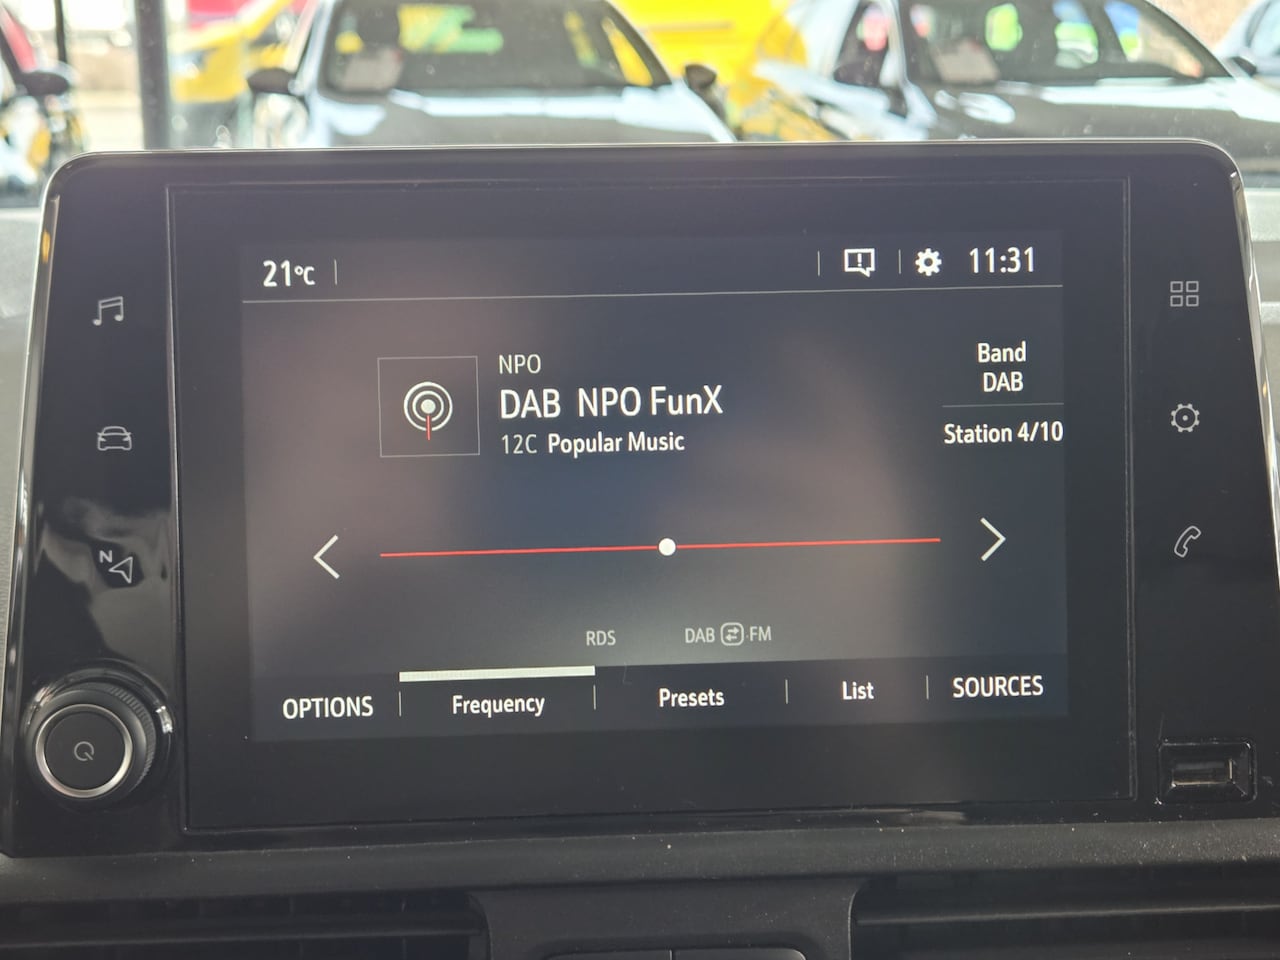 21°C
11:31
NPO
DAB NPO FunX
12C Popular Music
Band
DAB
Station 4/10
N
RDS
DAB FM
OPTIONS
Frequency
Presets
List
SOURCES